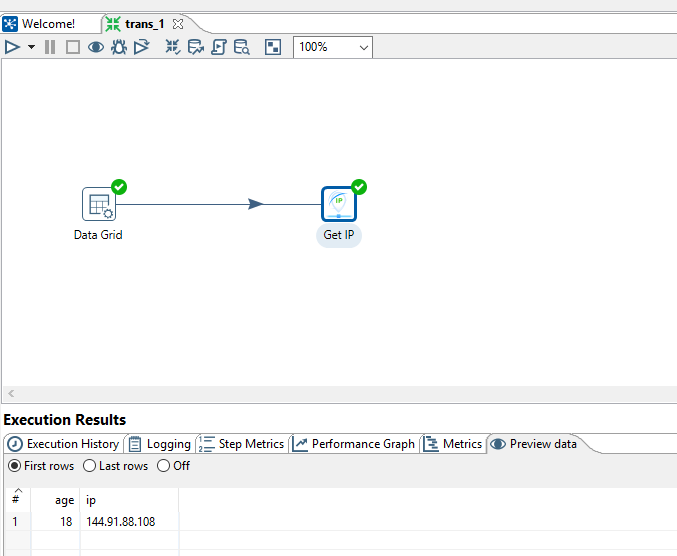 Welcome! trans_1
100%
IP
Data Grid Get IP
Execution Results
Execution History Logging Step Metrics Performance Graph Metrics Preview data
First rows Last rows Off
# age ip
1 18 144.91.88.108